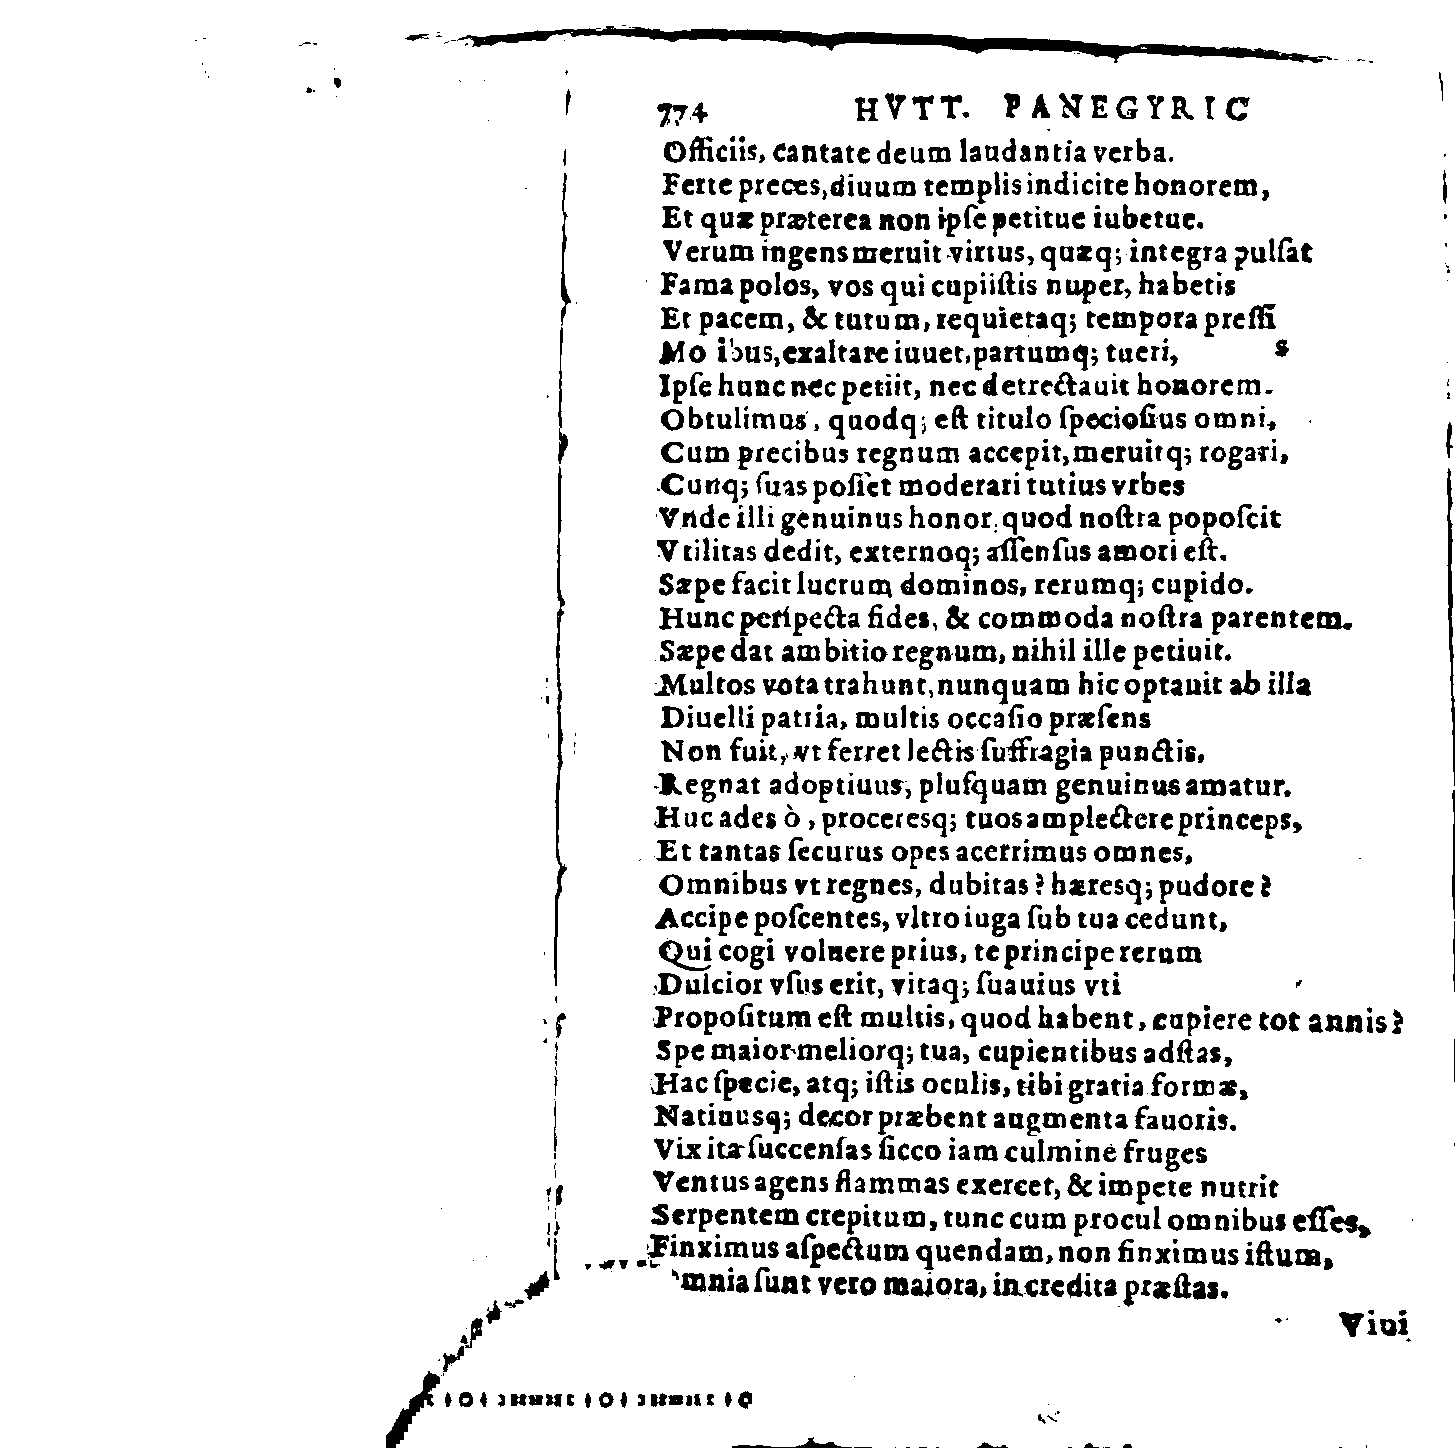 774 HVTT. PANEGYRIC
Officiis, cantate deum laudantia verba.
Ferte preces, diuum templis indicite honorem,
Et quæ præterea non ipſe petitue iubetue.
Verum ingens meruit virtus, quæq; integra pulſat
Fama polos, vos qui cupiiſtis nuper, habetis
Et pacem, & tutum, requietaq; tempora preſſi
s
Mo ibus, exaltare iuuet, partumq; tueri,
Ipſe hunc nec petiit, nec detrectauit honorem.
Obtulimus, quodq; eſt titulo ſpecioſius omni,
Cum precibus regnum accepit, meruitq; rogari,
Cunq; ſuas poſſet moderari tutius vrbes
Vnde illi genuinus honor. quod noſtra popoſcit
Vtilitas dedit, externoq; aſſenſus amori eſt.
Sæpe facit lucrum dominos, rerumq; cupido.
Hunc perſpecta fides, & commoda noſtra parentem.
Sæpe dat ambitio regnum, nihil ille petiuit.
Multos vota trahunt, nunquam hic optauit ab illa
Diuelli patria, multis occaſio præſens
Non fuit, vt ferret lectis ſuffragia punctis.
Regnat adoptiuus, pluſquam genuinus amatur.
Huc ades ò, proceresq; tuos amplectere princeps,
Et tantas ſecurus opes acerrimus omnes,
Omnibus vt regnes, dubitas? hæresq; pudore?
Accipe poſcentes, vltro iuga ſub tua cedunt,
Qui cogi voluere prius, te principe rerum
Dulcior vſus erit, vitaq; ſuauius vti
Propoſitum eſt multis, quod habent, cupiere tot annis?
Spe maior meliorq; tua, cupientibus adſtas,
Hac ſpecie, atq; iſtis oculis, tibi gratia formæ,
Natiuusq; decor præbent augmenta fauoris.
Vix ita ſuccenſas ſicco iam culmine fruges
Ventus agens flammas exercet, & impete nutrit
Serpentem crepitum, tunc cum procul omnibus eſſes,
Finximus aſpectum quendam, non finximus iſtum,
mnia ſunt vero maiora, incredita præſtas.
Viui